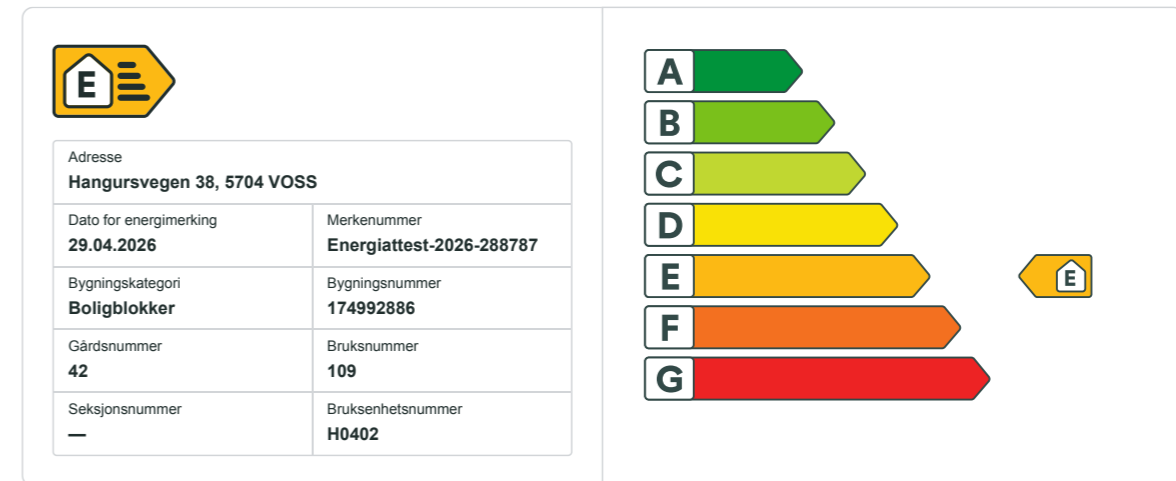 E
Adresse
Hangursvegen 38, 5704 VOSS
Dato for energimerking
29.04.2026
Merkenummer
Energiattest-2026-288787
Bygningskategori
Boligblokker
Bygningsnummer
174992886
Gårdsnummer
42
Bruksnummer
109
Seksjonsnummer
—
Bruksenhetsnummer
H0402
A
B
C
D
E
E
F
G